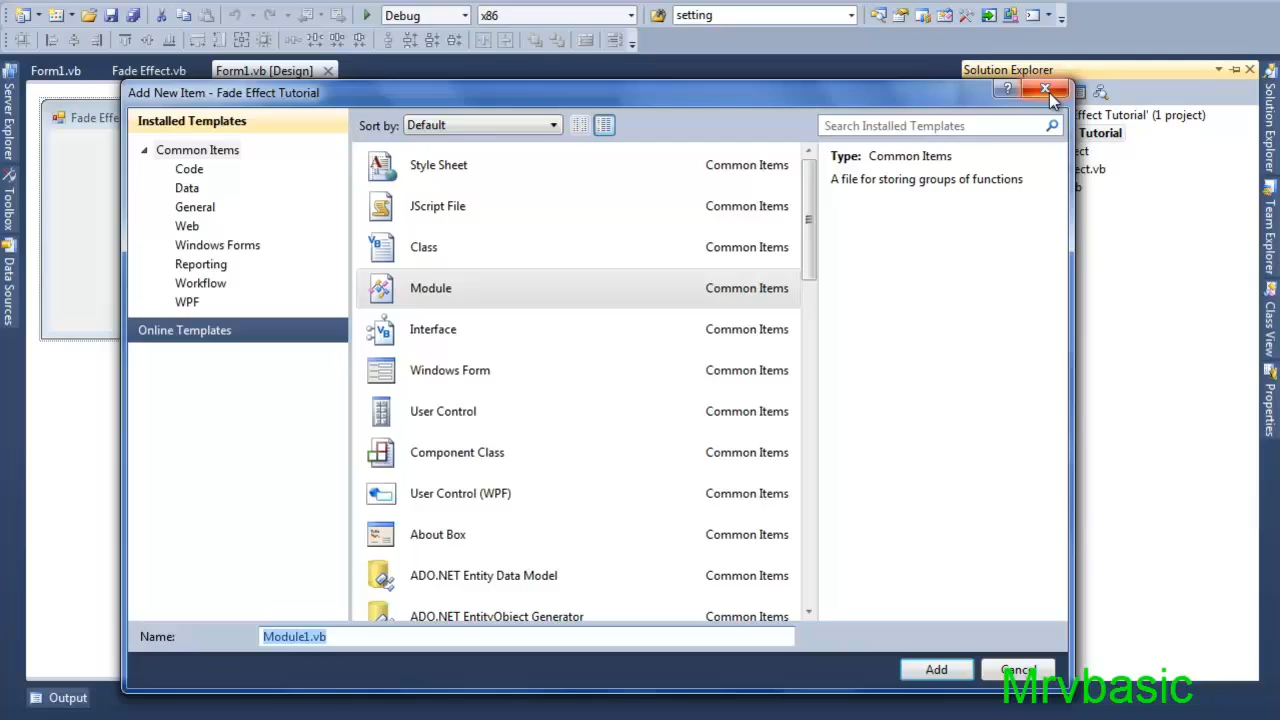 Debug
x86
setting
Form1.vb
Fade Effect.vb
Form1.vb [Design]
Solution Explorer
Add New Item - Fade Effect Tutorial
Server Explorer
Toolbox
Data Sources
Fade Effe
Installed Templates
Common Items
Code
Data
General
Web
Windows Forms
Reporting
Workflow
WPF
Online Templates
Sort by:
Default
Search Installed Templates
Style Sheet Common Items
JScript File Common Items
Class Common Items
Module Common Items
Interface Common Items
Windows Form Common Items
User Control Common Items
Component Class Common Items
User Control (WPF) Common Items
About Box Common Items
ADO.NET Entity Data Model Common Items
ADO.NET EntityObject Generator Common Items
Type: Common Items
A file for storing groups of functions
ffect Tutorial' (1 project)
Tutorial
ect
ect.vb
b
Solution Explorer
Team Explorer
Class View
Properties
Name:
Module1.vb
Add
Cancel
Output
Mrvbasic